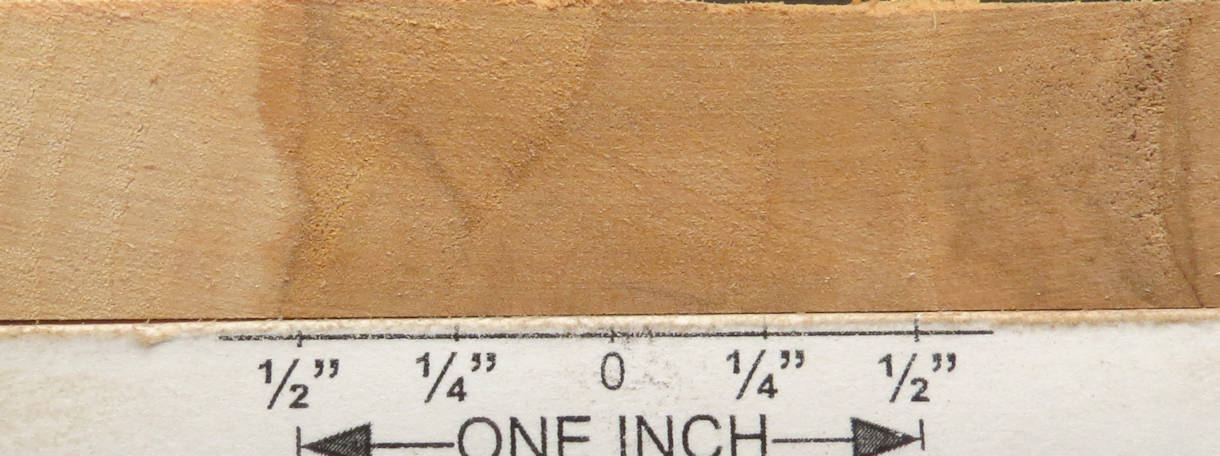 ½” ¼” 0 ¼” ½”
ONE INCH